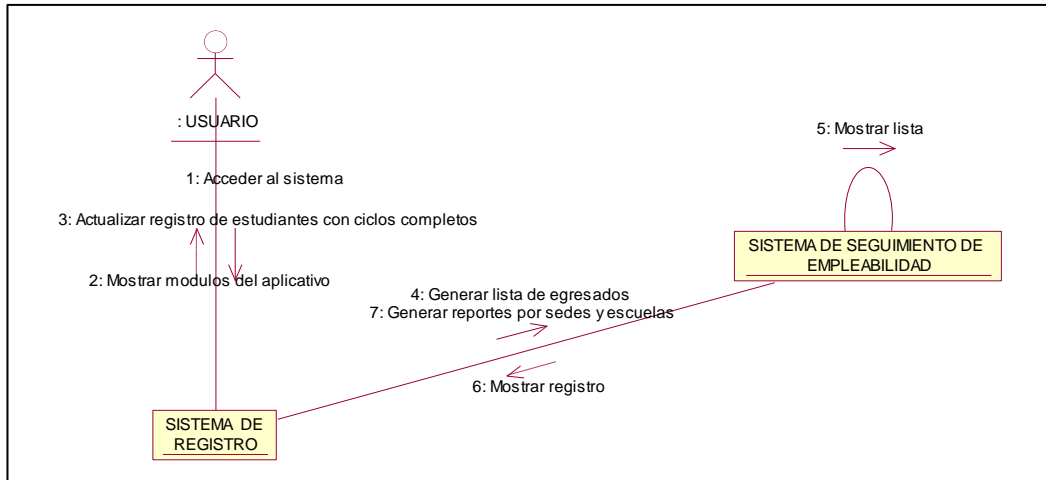 : USUARIO
5: Mostrar lista
1: Acceder al sistema
3: Actualizar registro de estudiantes con ciclos completos
2: Mostrar modulos del aplicativo
SISTEMA DE SEGUIMIENTO DE
EMPLEABILIDAD
4: Generar lista de egresados
7: Generar reportes por sedes y escuelas
6: Mostrar registro
SISTEMA DE
REGISTRO